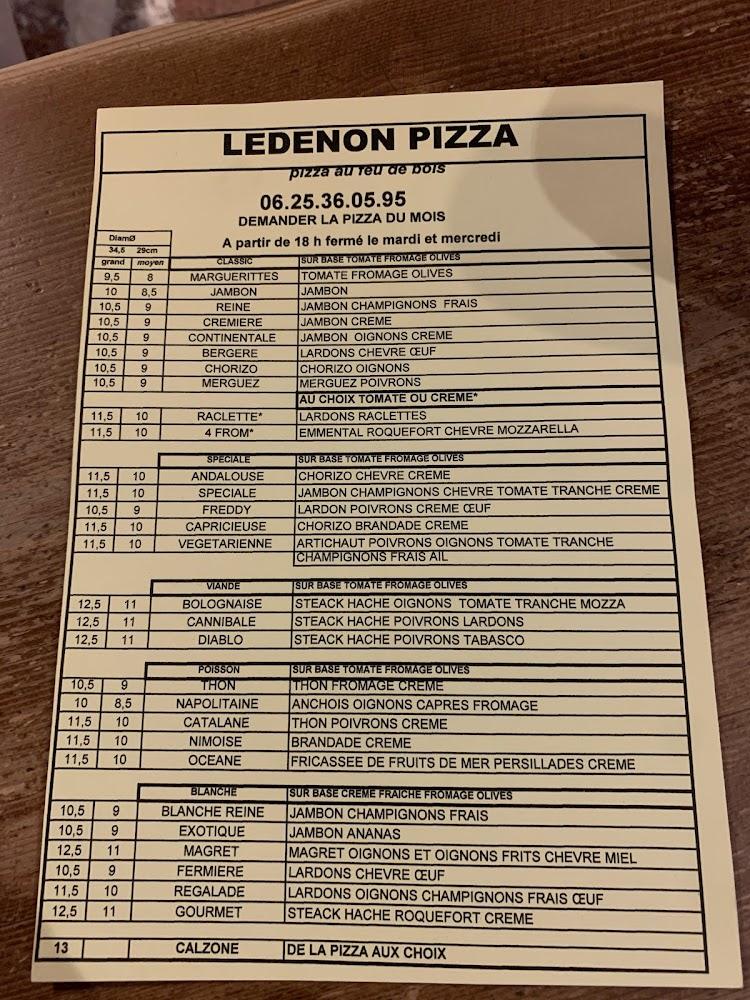 LEDENON PIZZA
pizza au feu de bois
06.25.36.05.95
DEMANDER LA PIZZA DU MOIS
A partir de 18 h fermé le mardi et mercredi
DiamØ
34,5 29cm
grand moyen CLASSIC SUR BASE TOMATE FROMAGE OLIVES
9,5 8 MARGUERITTES TOMATE FROMAGE OLIVES
10 8,5 JAMBON JAMBON
10,5 9 REINE JAMBON CHAMPIGNONS FRAIS
10,5 9 CREMIERE JAMBON CREME
10,5 9 CONTINENTALE JAMBON OIGNONS CREME
10,5 9 BERGERE LARDONS CHEVRE ŒUF
10,5 9 CHORIZO CHORIZO OIGNONS
10,5 9 MERGUEZ MERGUEZ POIVRONS
AU CHOIX TOMATE OU CREME*
11,5 10 RACLETTE* LARDONS RACLETTES
11,5 10 4 FROM* EMMENTAL ROQUEFORT CHEVRE MOZZARELLA
SPECIALE SUR BASE TOMATE FROMAGE OLIVES
11,5 10 ANDALOUSE CHORIZO CHEVRE CREME
11,5 10 SPECIALE JAMBON CHAMPIGNONS CHEVRE TOMATE TRANCHE CREME
10,5 9 FREDDY LARDON POIVRONS CREME ŒUF
11,5 10 CAPRICIEUSE CHORIZO BRANDADE CREME
11,5 10 VEGETARIENNE ARTICHAUT POIVRONS OIGNONS TOMATE TRANCHE
CHAMPIGNONS FRAIS AIL
VIANDE SUR BASE TOMATE FROMAGE OLIVES
12,5 11 BOLOGNAISE STEACK HACHE OIGNONS TOMATE TRANCHE MOZZA
12,5 11 CANNIBALE STEACK HACHE POIVRONS LARDONS
12,5 11 DIABLO STEACK HACHE POIVRONS TABASCO
POISSON SUR BASE TOMATE FROMAGE OLIVES
10,5 9 THON THON FROMAGE CREME
10 8,5 NAPOLITAINE ANCHOIS OIGNONS CAPRES FROMAGE
11,5 10 CATALANE THON POIVRONS CREME
11,5 10 NIMOISE BRANDADE CREME
11,5 10 OCEANE FRICASSEE DE FRUITS DE MER PERSILLADES CREME
BLANCHE SUR BASE CREME FRAICHE FROMAGE OLIVES
10,5 9 BLANCHE REINE JAMBON CHAMPIGNONS FRAIS
10,5 9 EXOTIQUE JAMBON ANANAS
12,5 11 MAGRET MAGRET OIGNONS ET OIGNONS FRITS CHEVRE MIEL
10,5 9 FERMIERE LARDONS CHEVRE ŒUF
11,5 10 REGALADE LARDONS OIGNONS CHAMPIGNONS FRAIS ŒUF
12,5 11 GOURMET STEACK HACHE ROQUEFORT CREME
13 CALZONE DE LA PIZZA AUX CHOIX